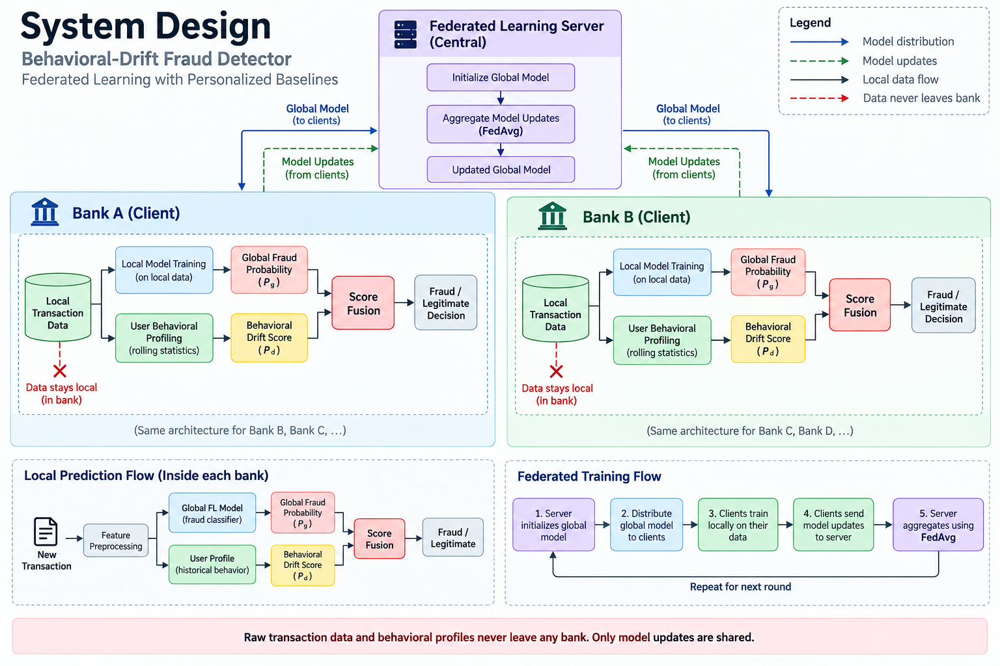 System Design
Behavioral-Drift Fraud Detector
Federated Learning with Personalized Baselines
Federated Learning Server
(Central)
Initialize Global Model
Aggregate Model Updates
(FedAvg)
Updated Global Model
Legend
Model distribution
Model updates
Local data flow
Data never leaves bank
Global Model
(to clients)
Model Updates
(from clients)
Global Model
(to clients)
Model Updates
(from clients)
Bank A (Client)
Local
Transaction
Data
Data stays local
(in bank)
Local Model Training
(on local data)
Global Fraud
Probability
(Pg)
User Behavioral
Profiling
(rolling statistics)
Behavioral
Drift Score
(Pd)
Score
Fusion
Fraud /
Legitimate
Decision
(Same architecture for Bank B, Bank C, ...)
Bank B (Client)
Local
Transaction
Data
Data stays local
(in bank)
Local Model Training
(on local data)
Global Fraud
Probability
(Pg)
User Behavioral
Profiling
(rolling statistics)
Behavioral
Drift Score
(Pd)
Score
Fusion
Fraud /
Legitimate
Decision
(Same architecture for Bank C, Bank D, ...)
Local Prediction Flow (Inside each bank)
New
Transaction
Feature
Preprocessing
Global FL Model
(fraud classifier)
Global Fraud
Probability
(Pg)
User Profile
(historical behavior)
Behavioral
Drift Score
(Pd)
Score
Fusion
Fraud /
Legitimate
Federated Training Flow
1. Server
initializes global
model
2. Distribute
global model
to clients
3. Clients train
locally on their
data
4. Clients send
model updates
to server
5. Server
aggregates using
FedAvg
Repeat for next round
Raw transaction data and behavioral profiles never leave any bank. Only model updates are shared.